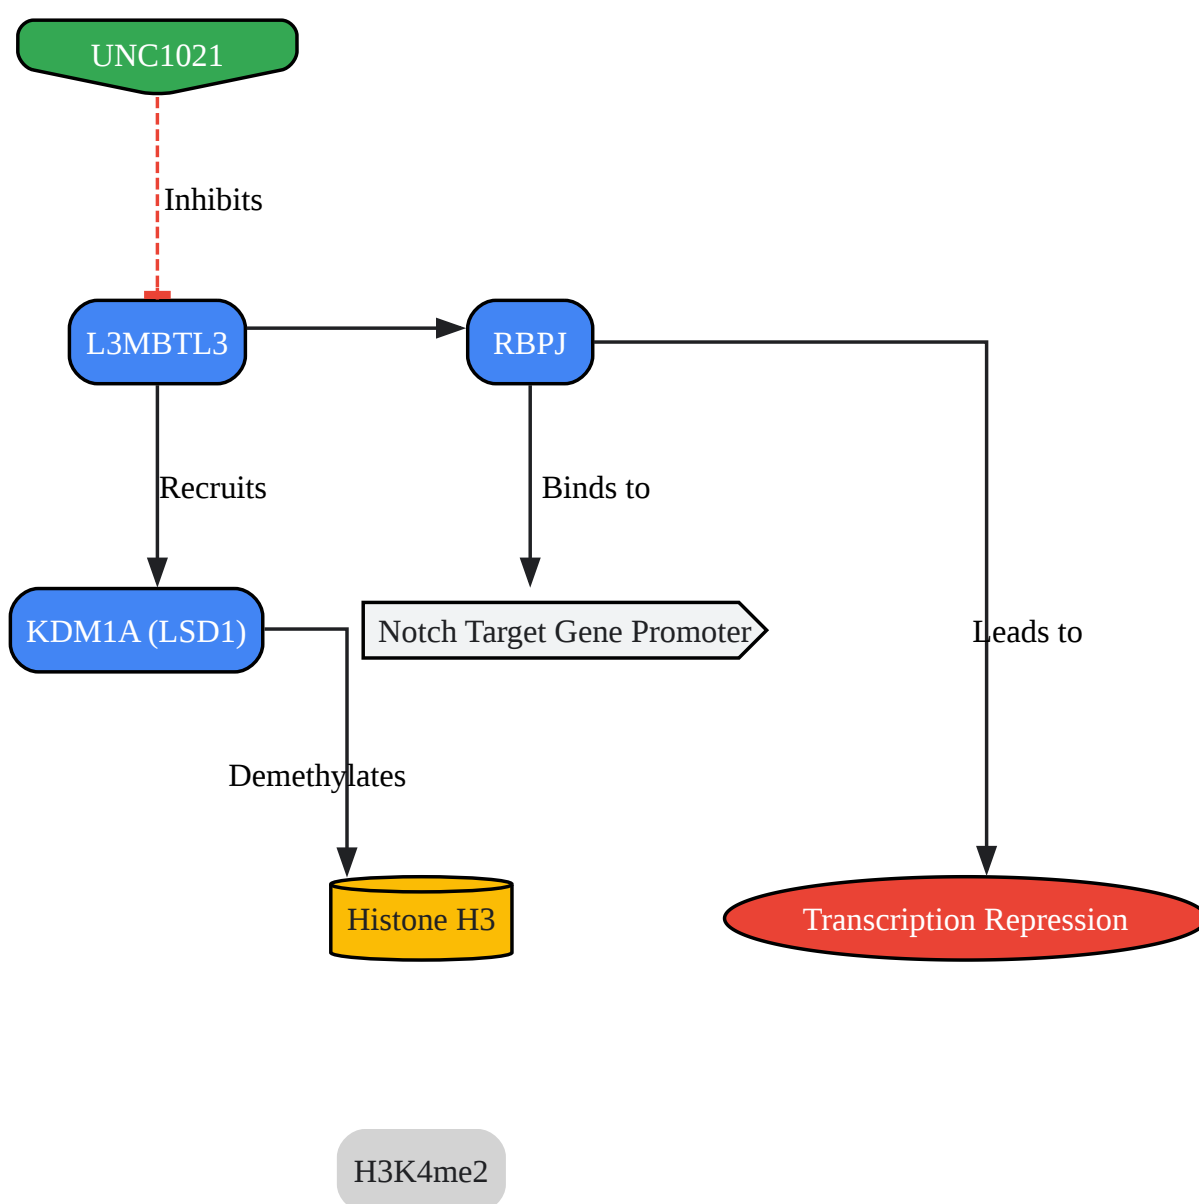 UNC1021
Inhibits
L3MBTL3
RBPJ
Recruits
Binds to
KDM1A (LSD1)
Notch Target Gene Promoter
Leads to
Demethylates
Histone H3
Transcription Repression
H3K4me2